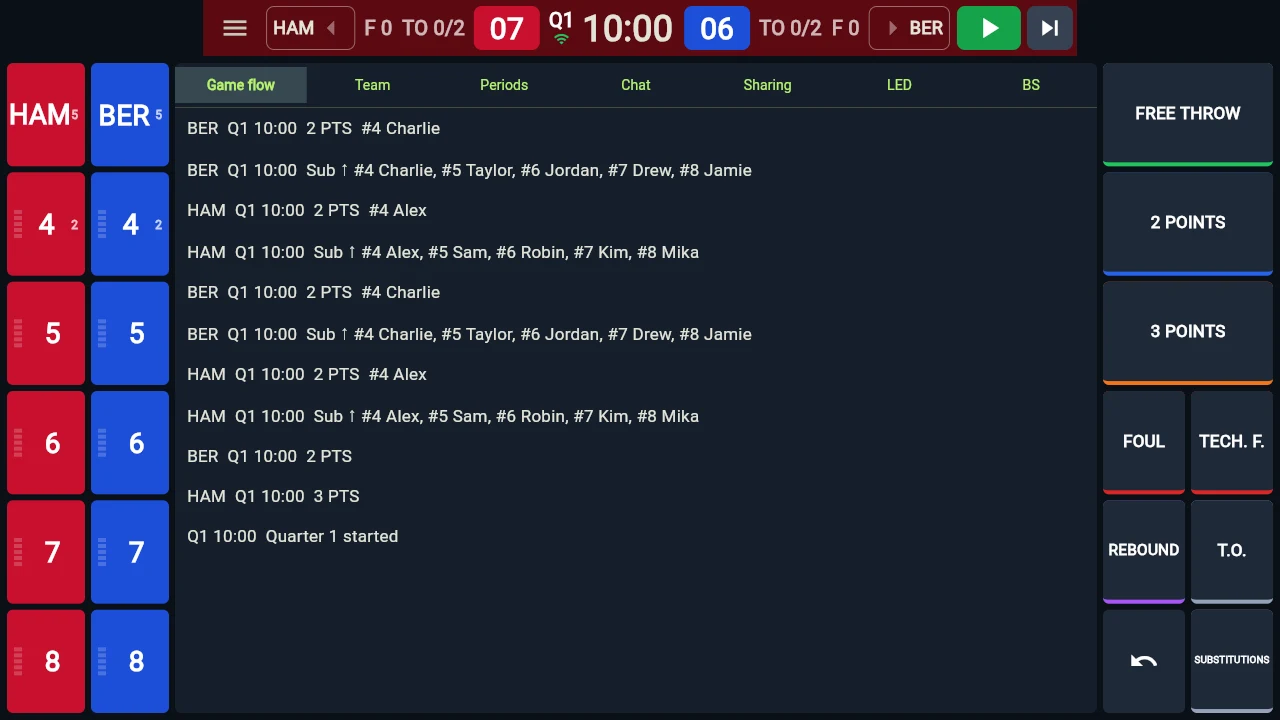 HAM F 0 TO 0/2 07 Q1 10:00 06 TO 0/2 F 0 BER
HAM 5 BER 5
Game flow Team Periods Chat Sharing LED BS
FREE THROW
BER Q1 10:00 2 PTS #4 Charlie
BER Q1 10:00 Sub ↑ #4 Charlie, #5 Taylor, #6 Jordan, #7 Drew, #8 Jamie
4 2 4 2
HAM Q1 10:00 2 PTS #4 Alex
2 POINTS
HAM Q1 10:00 Sub ↑ #4 Alex, #5 Sam, #6 Robin, #7 Kim, #8 Mika
BER Q1 10:00 2 PTS #4 Charlie
5 5
BER Q1 10:00 Sub ↑ #4 Charlie, #5 Taylor, #6 Jordan, #7 Drew, #8 Jamie
3 POINTS
HAM Q1 10:00 2 PTS #4 Alex
HAM Q1 10:00 Sub ↑ #4 Alex, #5 Sam, #6 Robin, #7 Kim, #8 Mika
6 6
FOUL TECH. F.
BER Q1 10:00 2 PTS
HAM Q1 10:00 3 PTS
Q1 10:00 Quarter 1 started
7 7
REBOUND T.O.
8 8
SUBSTITUTIONS